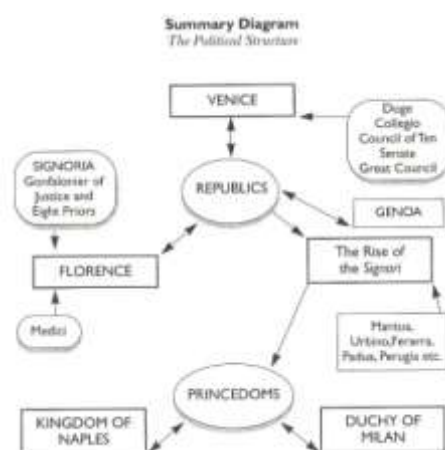 Summary Diagram
The Political Structure
VENICE
Doge
Collegio
Council of Ten
Senate
Great Council
SIGNORIA
Gonfalonier of
Justice and
Eight Priors
REPUBLICS
GENOA
FLORENCE
The Rise of
the Signori
Medici
Mantua,
Urbino, Ferarra,
Padua, Perugia etc.
PRINCEDOMS
KINGDOM OF
NAPLES
DUCHY OF
MILAN